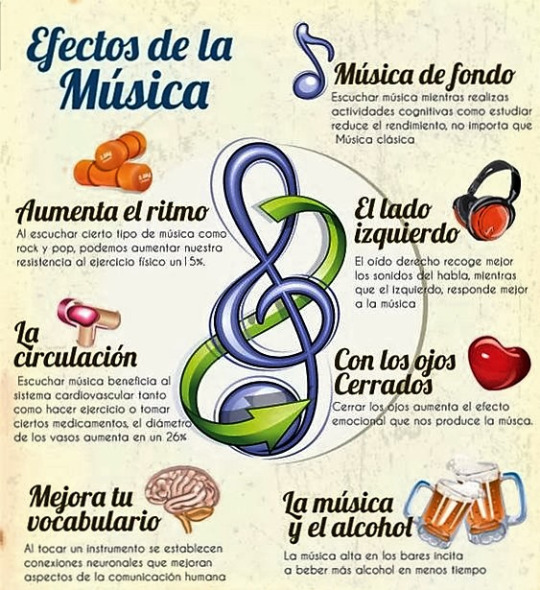 Efectos de la
Música
Música de fondo
Escuchar música mientras realizas
actividades cognitivas como estudiar
reduce el rendimiento, no importa que
Música clásica
Aumenta el ritmo
Al escuchar cierto tipo de música como
rock y pop, podemos aumentar nuestra
resistencia al ejercicio físico un 15%.
El lado
izquierdo
El oído derecho recoge mejor
los sonidos del habla, mientras
que el izquierdo, responde mejor
a la música
La
circulación
Escuchar música beneficia al
sistema cardiovascular tanto
como hacer ejercicio o tomar
ciertos medicamentos, el diámetro
de los vasos aumenta en un 26%
Con los ojos
Cerrados
Cerrar los ojos aumenta el efecto
emocional que nos produce la músca.
Mejora tu
vocabulario
Al tocar un instrumento se establecen
conexiones neuronales que mejoran
aspectos de la comunicación humana
La música
y el alcohol
La música alta en los bares incita
a beber más alcohol en menos tiempo